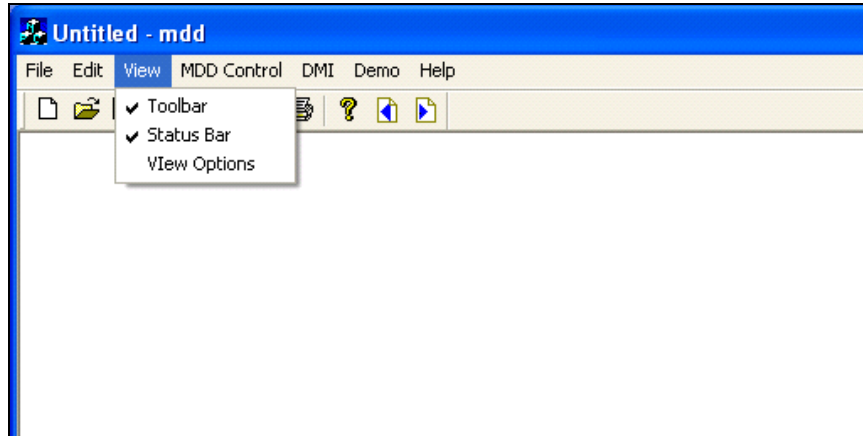 Untitled - mdd
File Edit View MDD Control DMI Demo Help
Toolbar
Status Bar
VIew Options